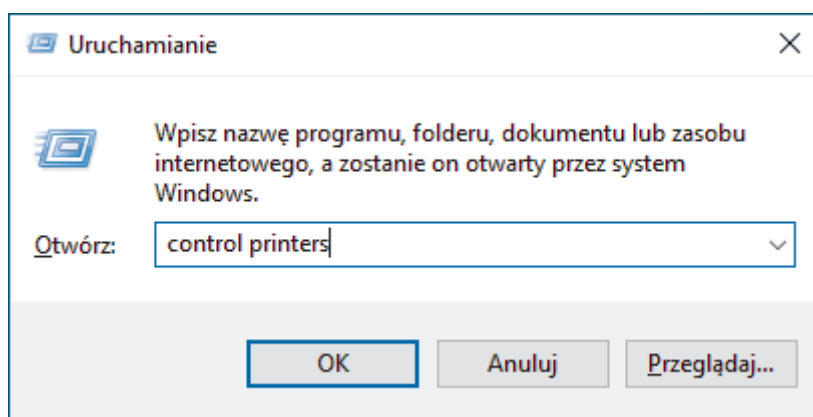 Uruchamianie
Wpisz nazwę programu, folderu, dokumentu lub zasobu
internetowego, a zostanie on otwarty przez system
Windows.
Otwórz: control printers
OK Anuluj Przeglądaj...